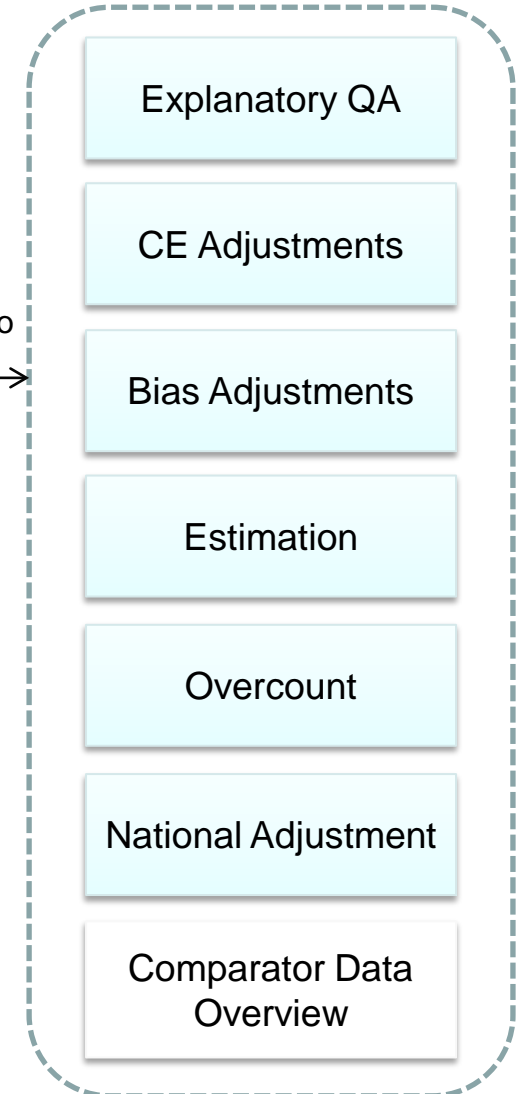 Explanatory QA
CE Adjustments
o
Bias Adjustments
Estimation
Overcount
National Adjustment
Comparator Data
Overview